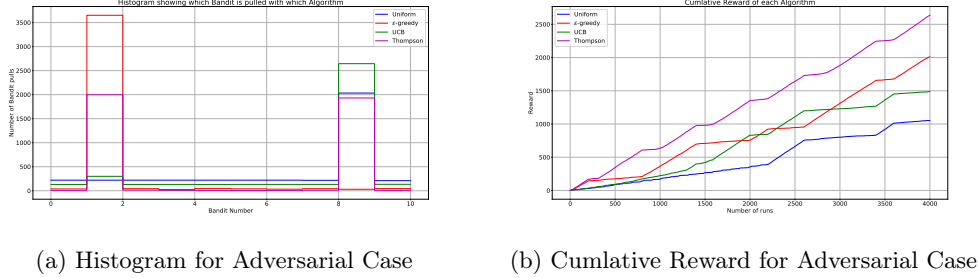 Histogram showing which Bandit is pulled with which Algorithm
Uniform
ε-greedy
UCB
Thompson
3500
3000
2500
2000
1500
1000
500
0
Number of Bandit pulls
0 2 4 6 8 10
Bandit Number
(a) Histogram for Adversarial Case
Cumulative Reward of each Algorithm
Uniform
ε-greedy
UCB
Thompson
2500
2000
1500
1000
500
0
Reward
0 500 1000 1500 2000 2500 3000 3500 4000
Number of runs
(b) Cumlative Reward for Adversarial Case